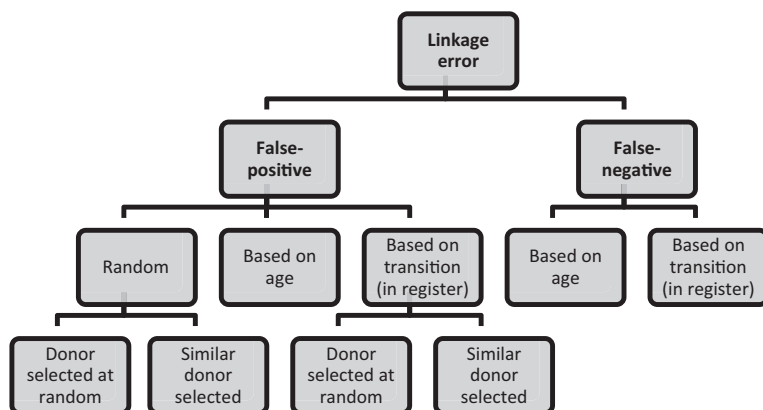 Linkage
error
False-
positive
False-
negative
Random
Based on
age
Based on
transition
(in register)
Based on
age
Based on
transition
(in register)
Donor
selected at
random
Similar
donor
selected
Donor
selected at
random
Similar
donor
selected